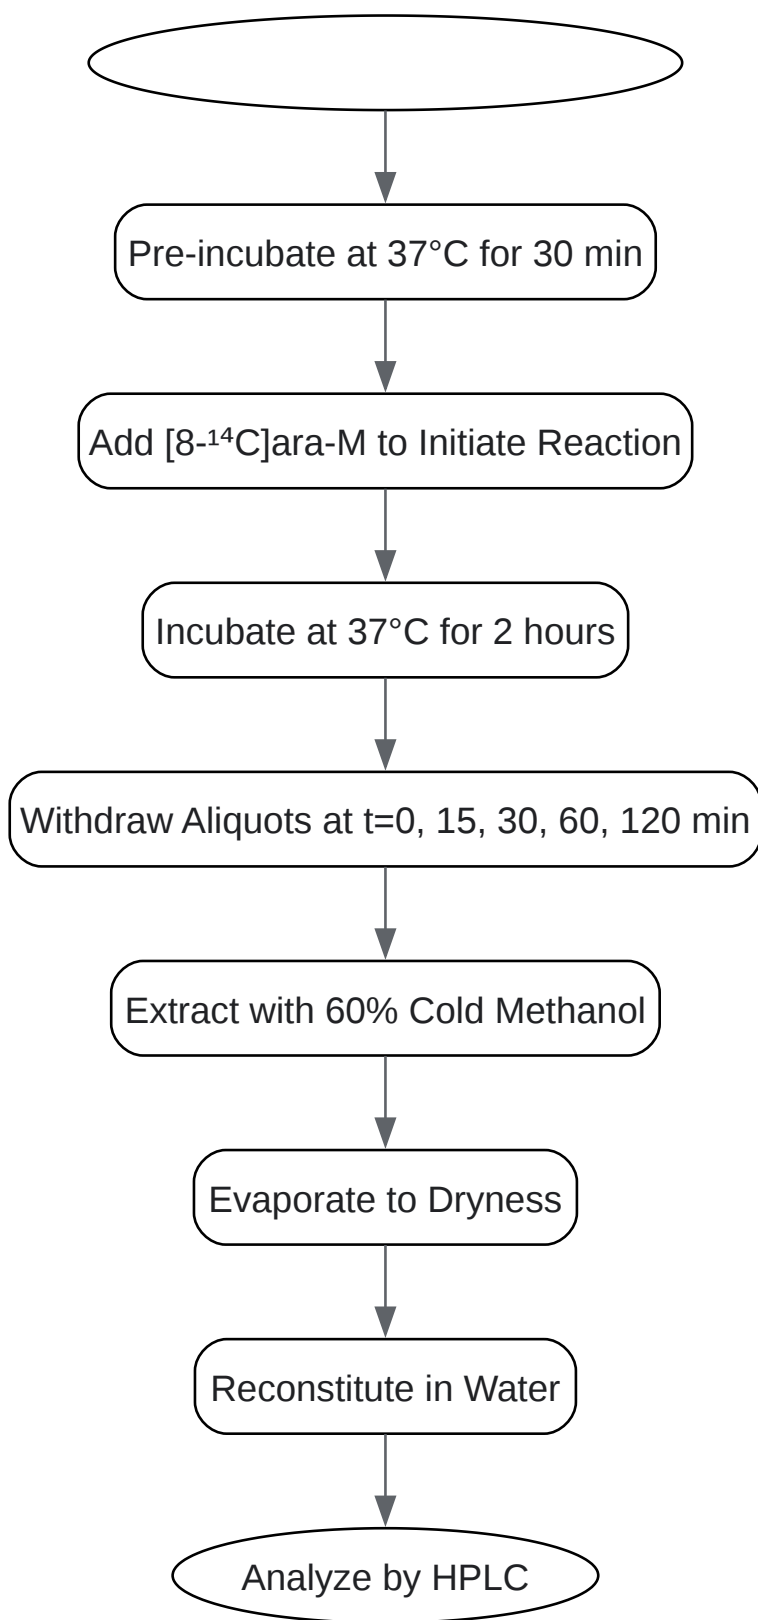 Pre-incubate at 37°C for 30 min
Add [8-¹⁴C]ara-M to Initiate Reaction
Incubate at 37°C for 2 hours
Withdraw Aliquots at t=0, 15, 30, 60, 120 min
Extract with 60% Cold Methanol
Evaporate to Dryness
Reconstitute in Water
Analyze by HPLC